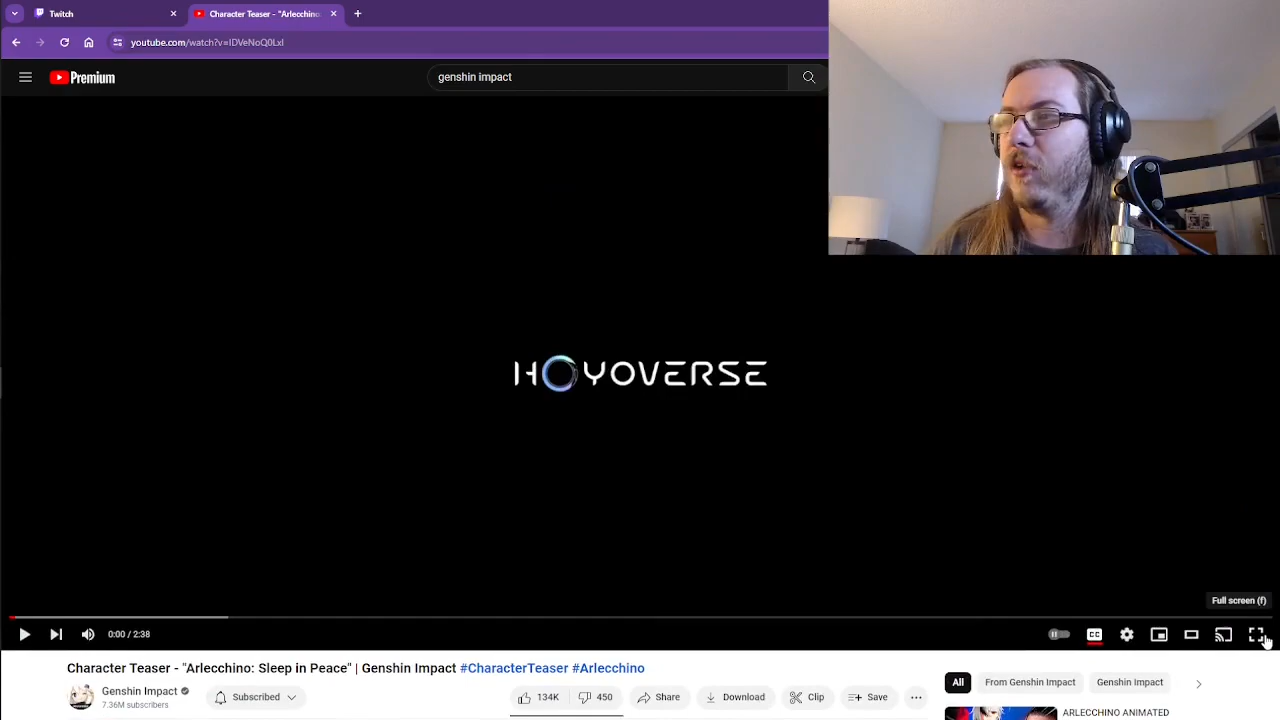 Twitch
Character Teaser - "Arlecchino:
youtube.com/watch?v=IDVeNoQ0LxI
Premium
genshin impact
HOYOVERSE
Full screen (f)
0:00 / 2:38
CC
Character Teaser - "Arlecchino: Sleep in Peace" | Genshin Impact #CharacterTeaser #Arlecchino
Genshin Impact
7.36M subscribers
Subscribed
134K
450
Share
Download
Clip
Save
All
From Genshin Impact
Genshin Impact
ARLECCHINO ANIMATED